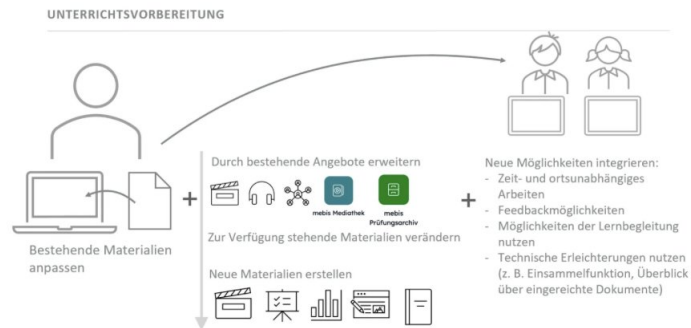 UNTERRICHTSVORBEREITUNG
Bestehende Materialien
anpassen
+
Durch bestehende Angebote erweitern
mebis Mediathek
mebis
Prüfungsarchiv
Zur Verfügung stehende Materialien verändern
Neue Materialien erstellen
+
Neue Möglichkeiten integrieren:
- Zeit- und ortsunabhängiges
Arbeiten
- Feedbackmöglichkeiten
- Möglichkeiten der Lernbegleitung
nutzen
- Technische Erleichterungen nutzen
(z. B. Einsammelfunktion, Überblick
über eingereichte Dokumente)